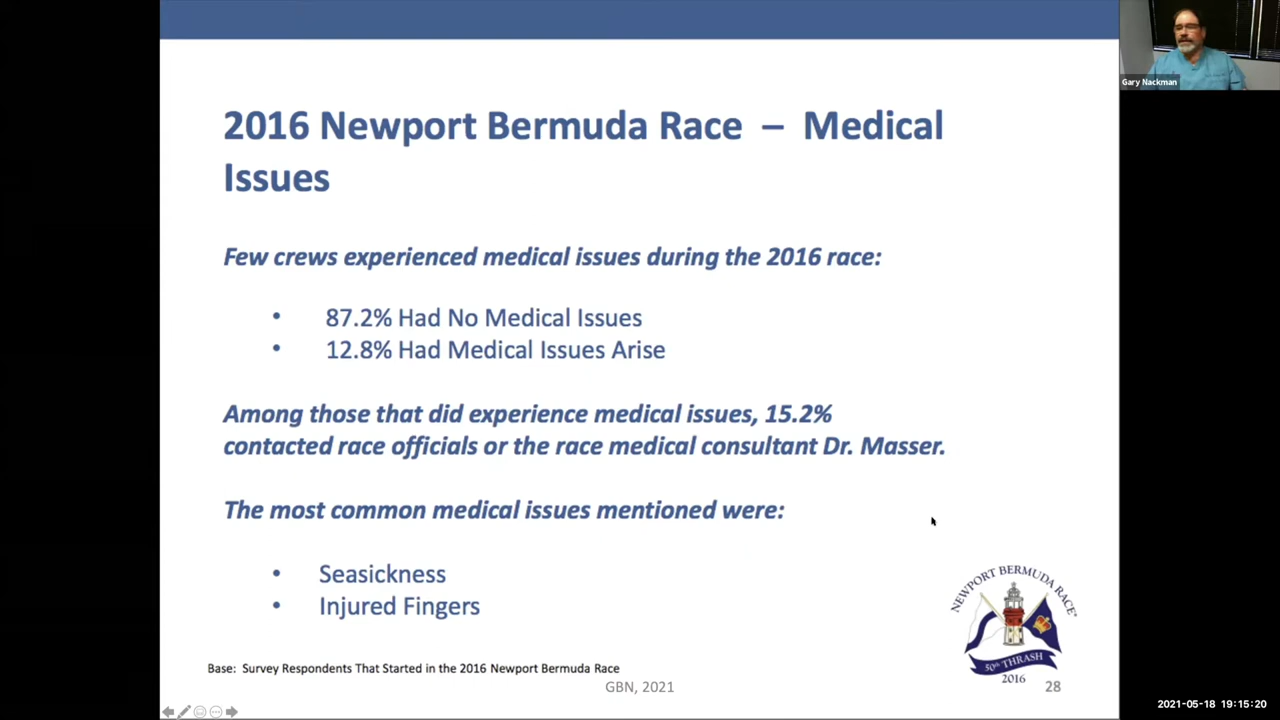 2016 Newport Bermuda Race – Medical
Issues
Few crews experienced medical issues during the 2016 race:
• 87.2% Had No Medical Issues
• 12.8% Had Medical Issues Arise
Among those that did experience medical issues, 15.2%
contacted race officials or the race medical consultant Dr. Masser.
The most common medical issues mentioned were:
• Seasickness
• Injured Fingers
NEWPORT BERMUDA RACE®
50th THRASH
2016
Base: Survey Respondents That Started in the 2016 Newport Bermuda Race
GBN, 2021
28
Gary Nackman
2021-05-18 19:15:20